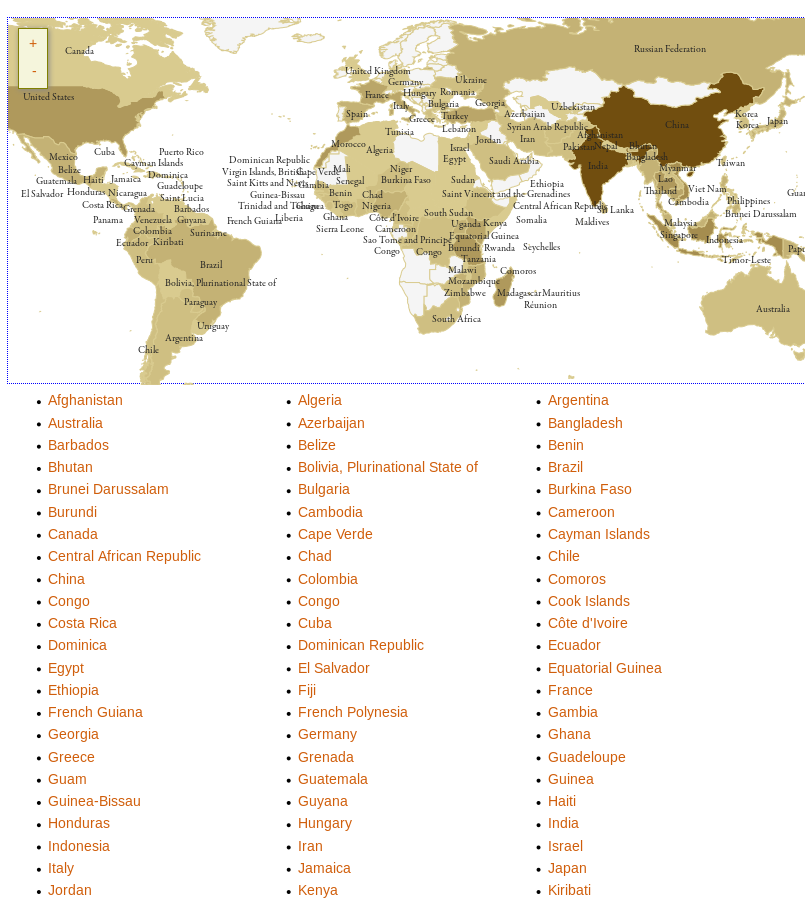 +
-
Canada
United States
Mexico
Cuba
Puerto Rico
Cayman Islands
Belize
Guatemala
Haiti
Jamaica
Dominica
El Salvador
Honduras
Nicaragua
Guadeloupe
Saint Lucia
Costa Rica
Grenada
Barbados
Panama
Venezuela
Guyana
Colombia
Suriname
Ecuador
Kiribati
Peru
Brazil
Bolivia, Plurinational State of
Paraguay
Uruguay
Argentina
Chile
Russian Federation
United Kingdom
Germany
Ukraine
France
Hungary
Romania
Italy
Bulgaria
Georgia
Spain
Greece
Turkey
Azerbaijan
Uzbekistan
Tunisia
Lebanon
Syrian Arab Republic
Morocco
Algeria
Israel
Jordan
Iran
Afghanistan
Egypt
Saudi Arabia
Pakistan
Nepal
Bhutan
Bangladesh
China
Korea
Korea
Japan
India
Myanmar
Taiwan
Lao
Thailand
Viet Nam
Cambodia
Philippines
Sri Lanka
Maldives
Brunei Darussalam
Malaysia
Singapore
Indonesia
Timor-Leste
Australia
Dominican Republic
Virgin Islands, British
Cape Verde
Mali
Niger
Saint Kitts and Nevis
Gambia
Senegal
Burkina Faso
Sudan
Guinea-Bissau
Benin
Chad
Saint Vincent and the Grenadines
Ethiopia
Trinidad and Tobago
Guinea
Togo
Nigeria
Central African Republic
French Guiana
Liberia
Ghana
Côte d'Ivoire
South Sudan
Somalia
Sierra Leone
Cameroon
Uganda
Kenya
Sao Tome and Principe
Equatorial Guinea
Congo
Congo
Burundi
Rwanda
Seychelles
Tanzania
Malawi
Comoros
Mozambique
Zimbabwe
Madagascar
Mauritius
Réunion
South Africa
Afghanistan
Algeria
Argentina
Australia
Azerbaijan
Bangladesh
Barbados
Belize
Benin
Bhutan
Bolivia, Plurinational State of
Brazil
Brunei Darussalam
Bulgaria
Burkina Faso
Burundi
Cambodia
Cameroon
Canada
Cape Verde
Cayman Islands
Central African Republic
Chad
Chile
China
Colombia
Comoros
Congo
Congo
Cook Islands
Costa Rica
Cuba
Côte d'Ivoire
Dominica
Dominican Republic
Ecuador
Egypt
El Salvador
Equatorial Guinea
Ethiopia
Fiji
France
French Guiana
French Polynesia
Gambia
Georgia
Germany
Ghana
Greece
Grenada
Guadeloupe
Guam
Guatemala
Guinea
Guinea-Bissau
Guyana
Haiti
Honduras
Hungary
India
Indonesia
Iran
Israel
Italy
Jamaica
Japan
Jordan
Kenya
Kiribati